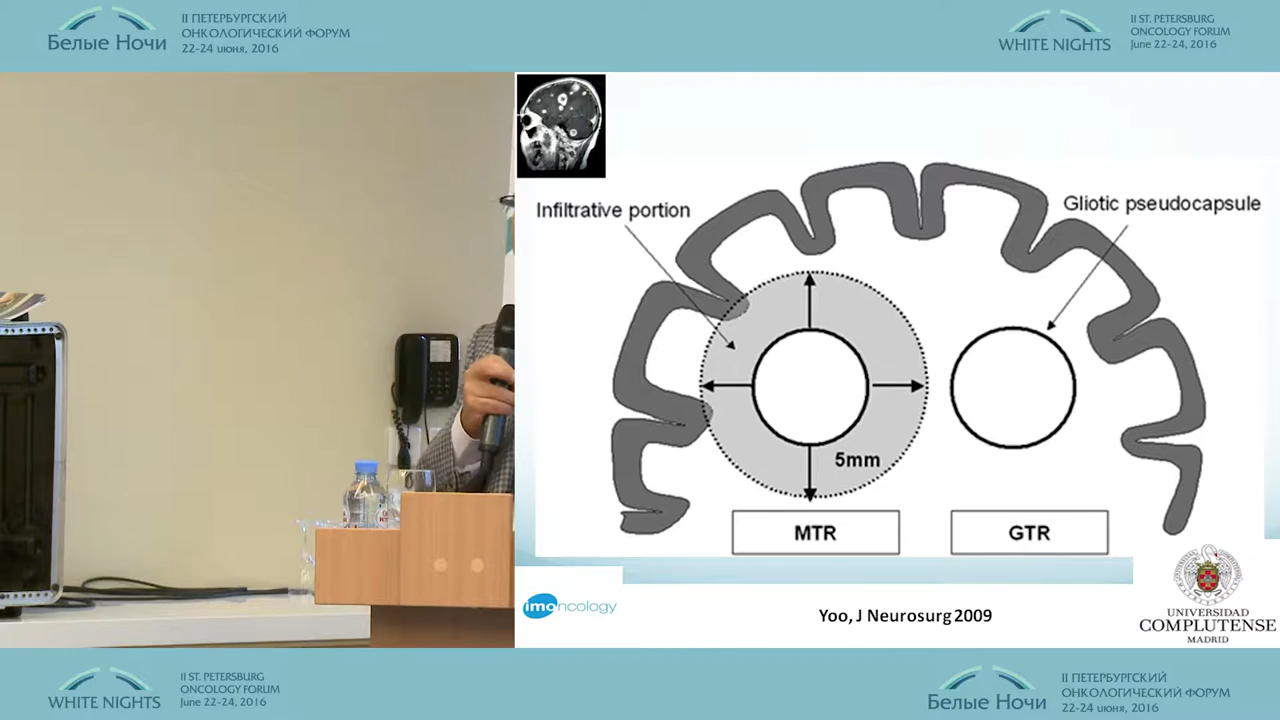 Белые Ночи
II ПЕТЕРБУРГСКИЙ
ОНКОЛОГИЧЕСКИЙ ФОРУМ
22-24 июня, 2016
WHITE NIGHTS
II ST. PETERSBURG
ONCOLOGY FORUM
June 22-24, 2016
Infiltrative portion
Gliotic pseudocapsule
5mm
MTR
GTR
imoncology
Yoo, J Neurosurg 2009
UNIVERSIDAD
COMPLUTENSE
MADRID
WHITE NIGHTS
II ST. PETERSBURG
ONCOLOGY FORUM
June 22-24, 2016
Белые Ночи
II ПЕТЕРБУРГСКИЙ
ОНКОЛОГИЧЕСКИЙ ФОРУМ
22-24 июня, 2016